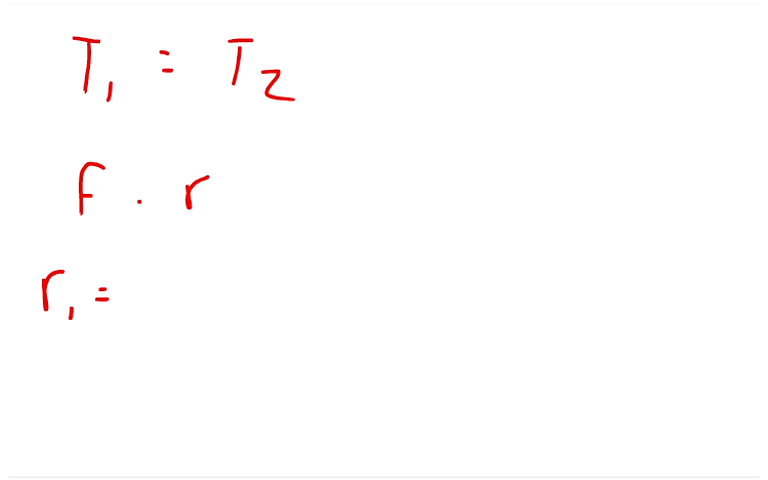 T₁ = T₂
F · r
r₁ =